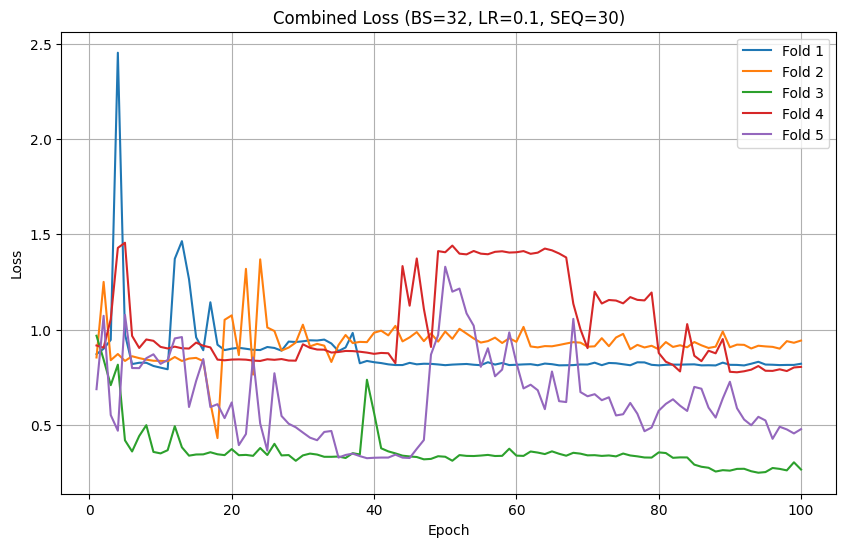 Combined Loss (BS=32, LR=0.1, SEQ=30)
Fold 1
Fold 2
Fold 3
Fold 4
Fold 5
Loss
2.5
2.0
1.5
1.0
0.5
0 20 40 60 80 100
Epoch